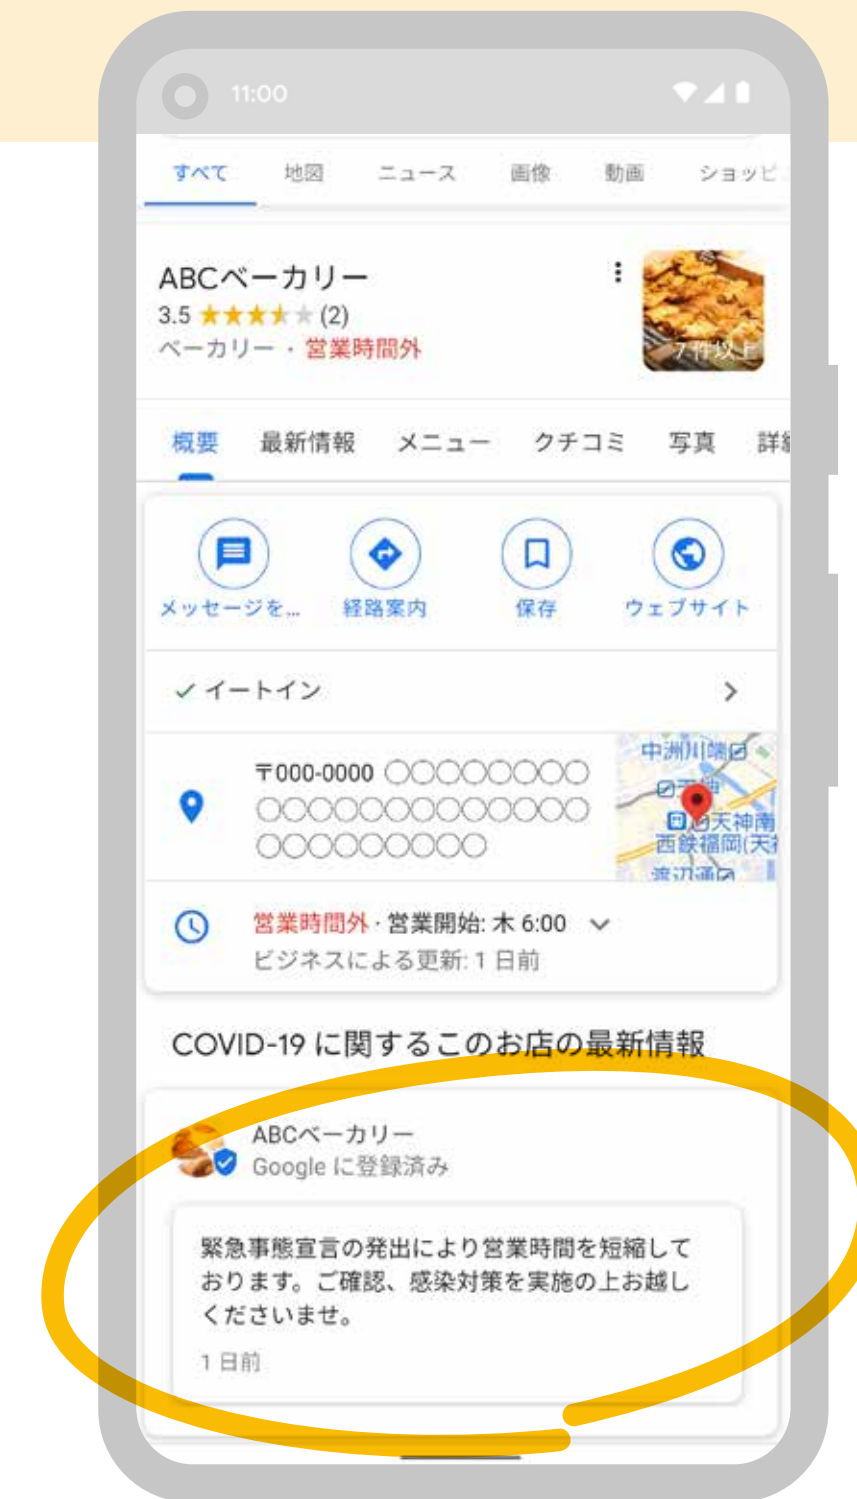 11:00
すべて 地図 ニュース 画像 動画 ショッピ
ABCベーカリー
3.5 ★★★★★ (2)
ベーカリー・営業時間外
7 件以上
概要 最新情報 メニュー クチコミ 写真 詳細
メッセージを... 経路案内 保存 ウェブサイト
✓ イートイン
〒000-0000 〇〇〇〇〇〇〇〇
〇〇〇〇〇〇〇〇〇〇〇〇〇
〇〇〇〇〇〇〇〇〇
中洲川端
天神
天神南
西鉄福岡(天
渡辺通
営業時間外・営業開始: 木 6:00
ビジネスによる更新: 1 日前
COVID-19 に関するこのお店の最新情報
ABCベーカリー
Google に登録済み
緊急事態宣言の発出により営業時間を短縮して
おります。ご確認、感染対策を実施の上お越し
くださいませ。
1 日前